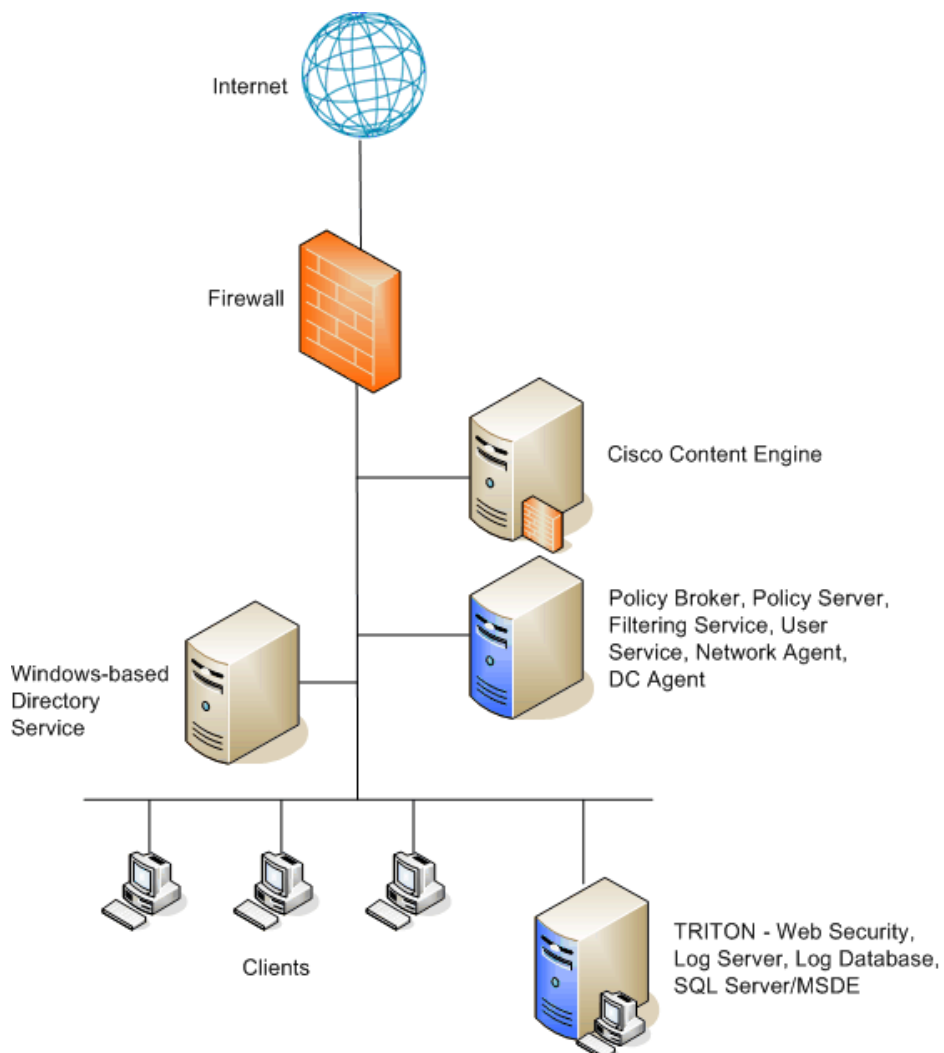 Internet
Firewall
Cisco Content Engine
Policy Broker, Policy Server,
Filtering Service, User
Service, Network Agent,
DC Agent
Windows-based
Directory
Service
Clients
TRITON - Web Security,
Log Server, Log Database,
SQL Server/MSDE